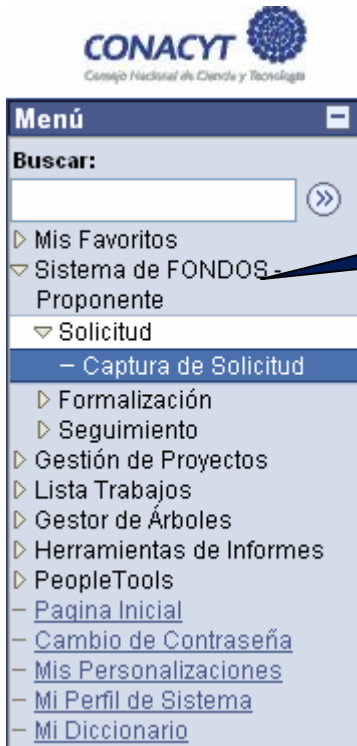 CONACYT
Consejo Nacional de Ciencia y Tecnología
Menú
Buscar:
Mis Favoritos
Sistema de FONDOS -
Proponente
Solicitud
– Captura de Solicitud
Formalización
Seguimiento
Gestión de Proyectos
Lista Trabajos
Gestor de Árboles
Herramientas de Informes
PeopleTools
– Pagina Inicial
– Cambio de Contraseña
– Mis Personalizaciones
– Mi Perfil de Sistema
– Mi Diccionario